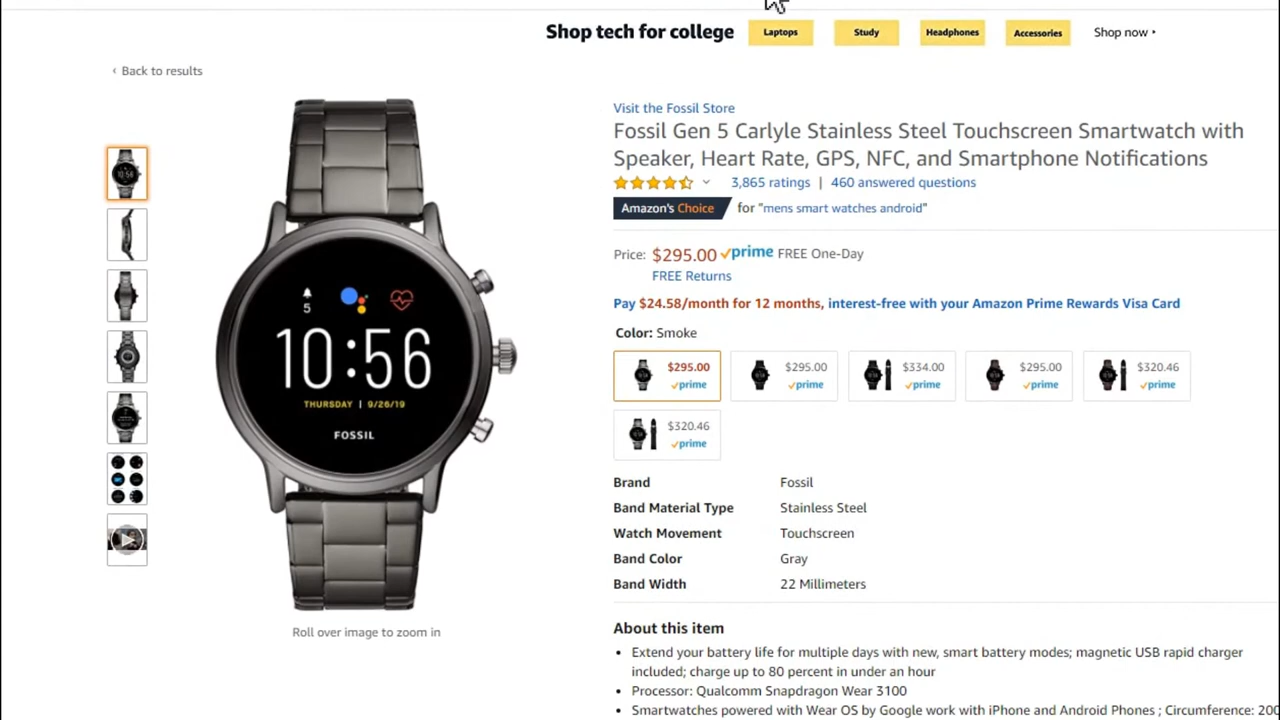 Shop tech for college Laptops Study Headphones Accessories Shop now ▸
‹ Back to results
Visit the Fossil Store
Fossil Gen 5 Carlyle Stainless Steel Touchscreen Smartwatch with
Speaker, Heart Rate, GPS, NFC, and Smartphone Notifications
3,865 ratings | 460 answered questions
Amazon's Choice for "mens smart watches android"
Price: $295.00 prime FREE One-Day
FREE Returns
Pay $24.58/month for 12 months, interest-free with your Amazon Prime Rewards Visa Card
Color: Smoke
$295.00 $295.00 $334.00 $295.00 $320.46
prime prime prime prime prime
$320.46
prime
Brand Fossil
Band Material Type Stainless Steel
Watch Movement Touchscreen
Band Color Gray
Band Width 22 Millimeters
About this item
• Extend your battery life for multiple days with new, smart battery modes; magnetic USB rapid charger
included; charge up to 80 percent in under an hour
• Processor: Qualcomm Snapdragon Wear 3100
• Smartwatches powered with Wear OS by Google work with iPhone and Android Phones ; Circumference: 200
5
10:56
THURSDAY | 9/26/19
FOSSIL
Roll over image to zoom in